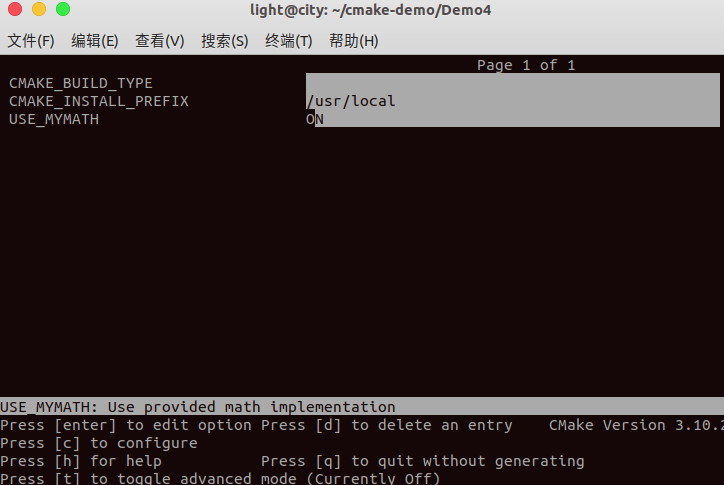 light@city: ~/cmake-demo/Demo4
文件(F) 编辑(E) 查看(V) 搜索(S) 终端(T) 帮助(H)
Page 1 of 1
CMAKE_BUILD_TYPE
CMAKE_INSTALL_PREFIX /usr/local
USE_MYMATH ON
USE_MYMATH: Use provided math implementation
Press [enter] to edit option Press [d] to delete an entry CMake Version 3.10.2
Press [c] to configure
Press [h] for help Press [q] to quit without generating
Press [t] to toggle advanced mode (Currently Off)